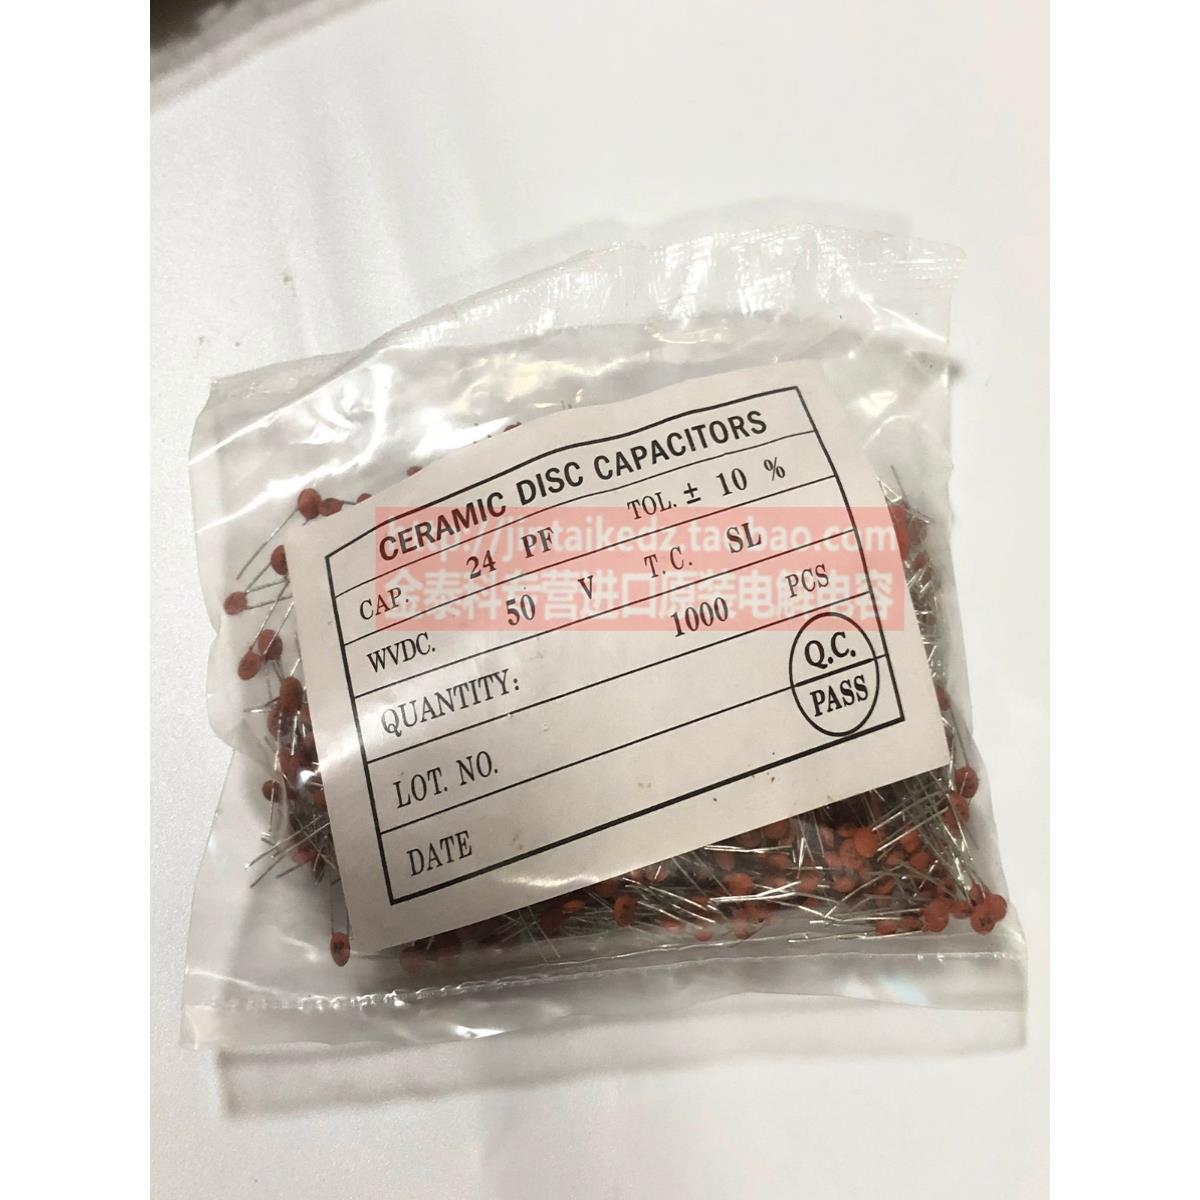 CERAMIC DISC CAPACITORS
CAP. 24 PF TOL. ± 10 %
WVDC. 50 V T.C. SL
QUANTITY: 1000 PCS
LOT. NO.
DATE
Q.C.
PASS
http://jintaikedz.taobao.com
金泰科专营进口原装电解电容